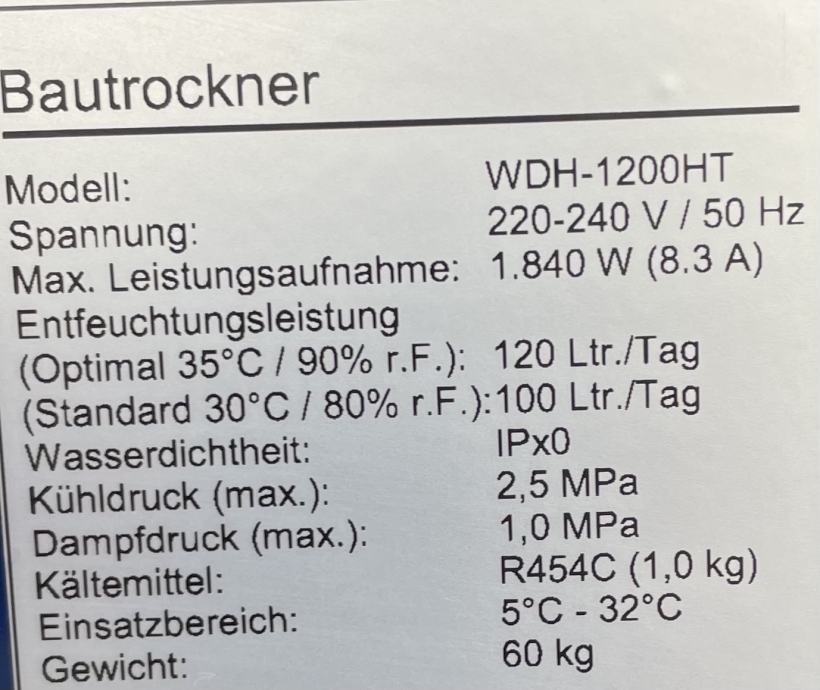 Bautrockner
Modell: WDH-1200HT
Spannung: 220-240 V / 50 Hz
Max. Leistungsaufnahme: 1.840 W (8.3 A)
Entfeuchtungsleistung
(Optimal 35°C / 90% r.F.): 120 Ltr./Tag
(Standard 30°C / 80% r.F.):100 Ltr./Tag
Wasserdichtheit: IPx0
Kühldruck (max.): 2,5 MPa
Dampfdruck (max.): 1,0 MPa
Kältemittel: R454C (1,0 kg)
Einsatzbereich: 5°C - 32°C
Gewicht: 60 kg